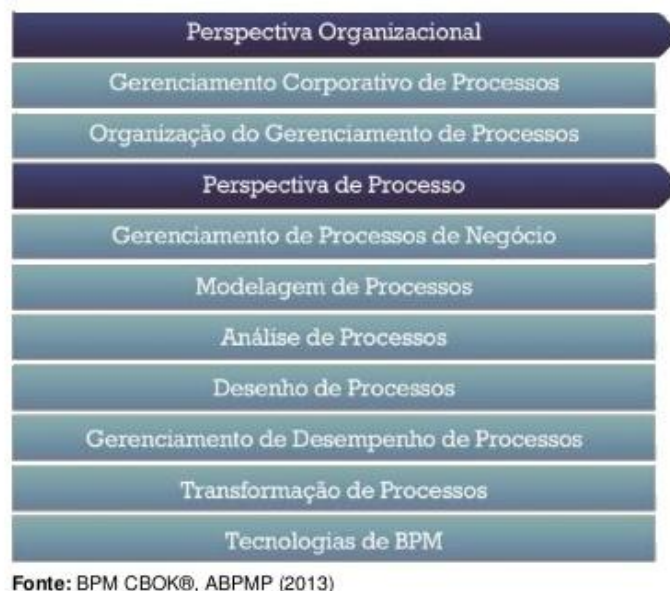 Perspectiva Organizacional
Gerenciamento Corporativo de Processos
Organização do Gerenciamento de Processos
Perspectiva de Processo
Gerenciamento de Processos de Negócio
Modelagem de Processos
Análise de Processos
Desenho de Processos
Gerenciamento de Desempenho de Processos
Transformação de Processos
Tecnologias de BPM
Fonte: BPM CBOK®, ABPMP (2013)